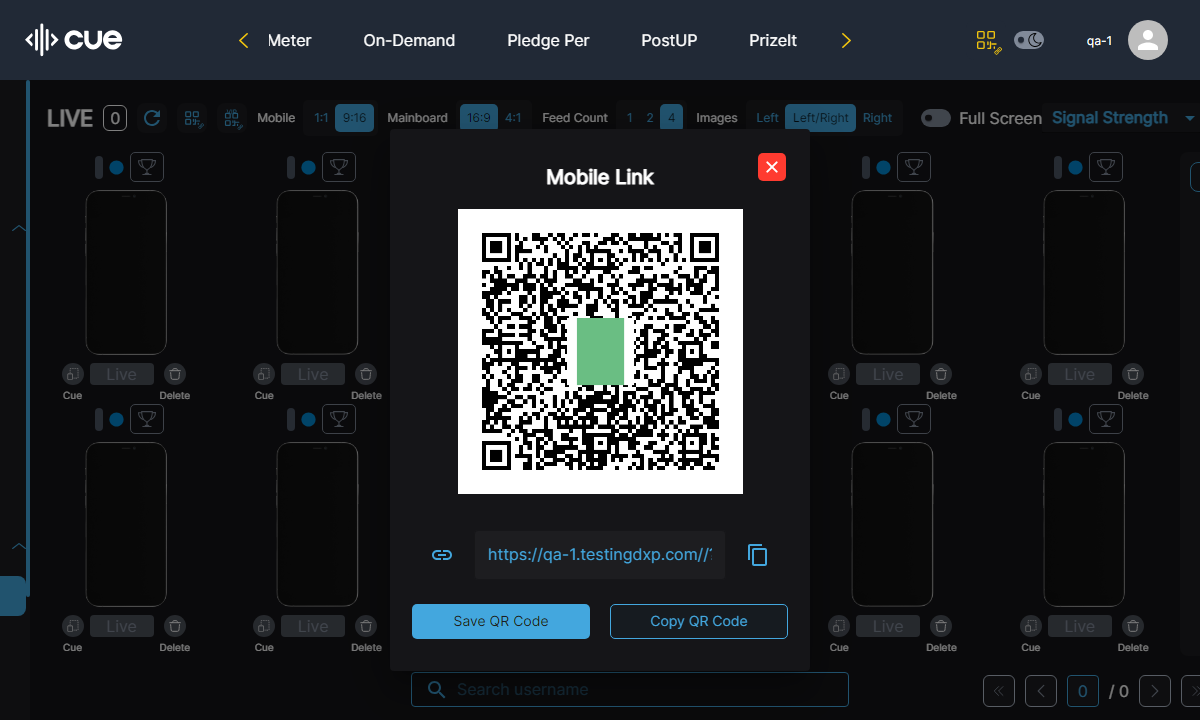 cue
Meter
On-Demand
Pledge Per
PostUP
PrizeIt
qa-1
LIVE 0
Mobile 1:1 9:16 Mainboard 16:9 4:1 Feed Count 1 2 4 Images Left Left/Right Right Full Screen Signal Strength
Mobile Link
Live Live Live Live
Cue Delete Cue Delete Cue Delete Cue Delete
https://qa-1.testingdxp.com//
Save QR Code
Copy QR Code
Live Live Live Live
Cue Delete Cue Delete Cue Delete Cue Delete
Search username
0 / 0